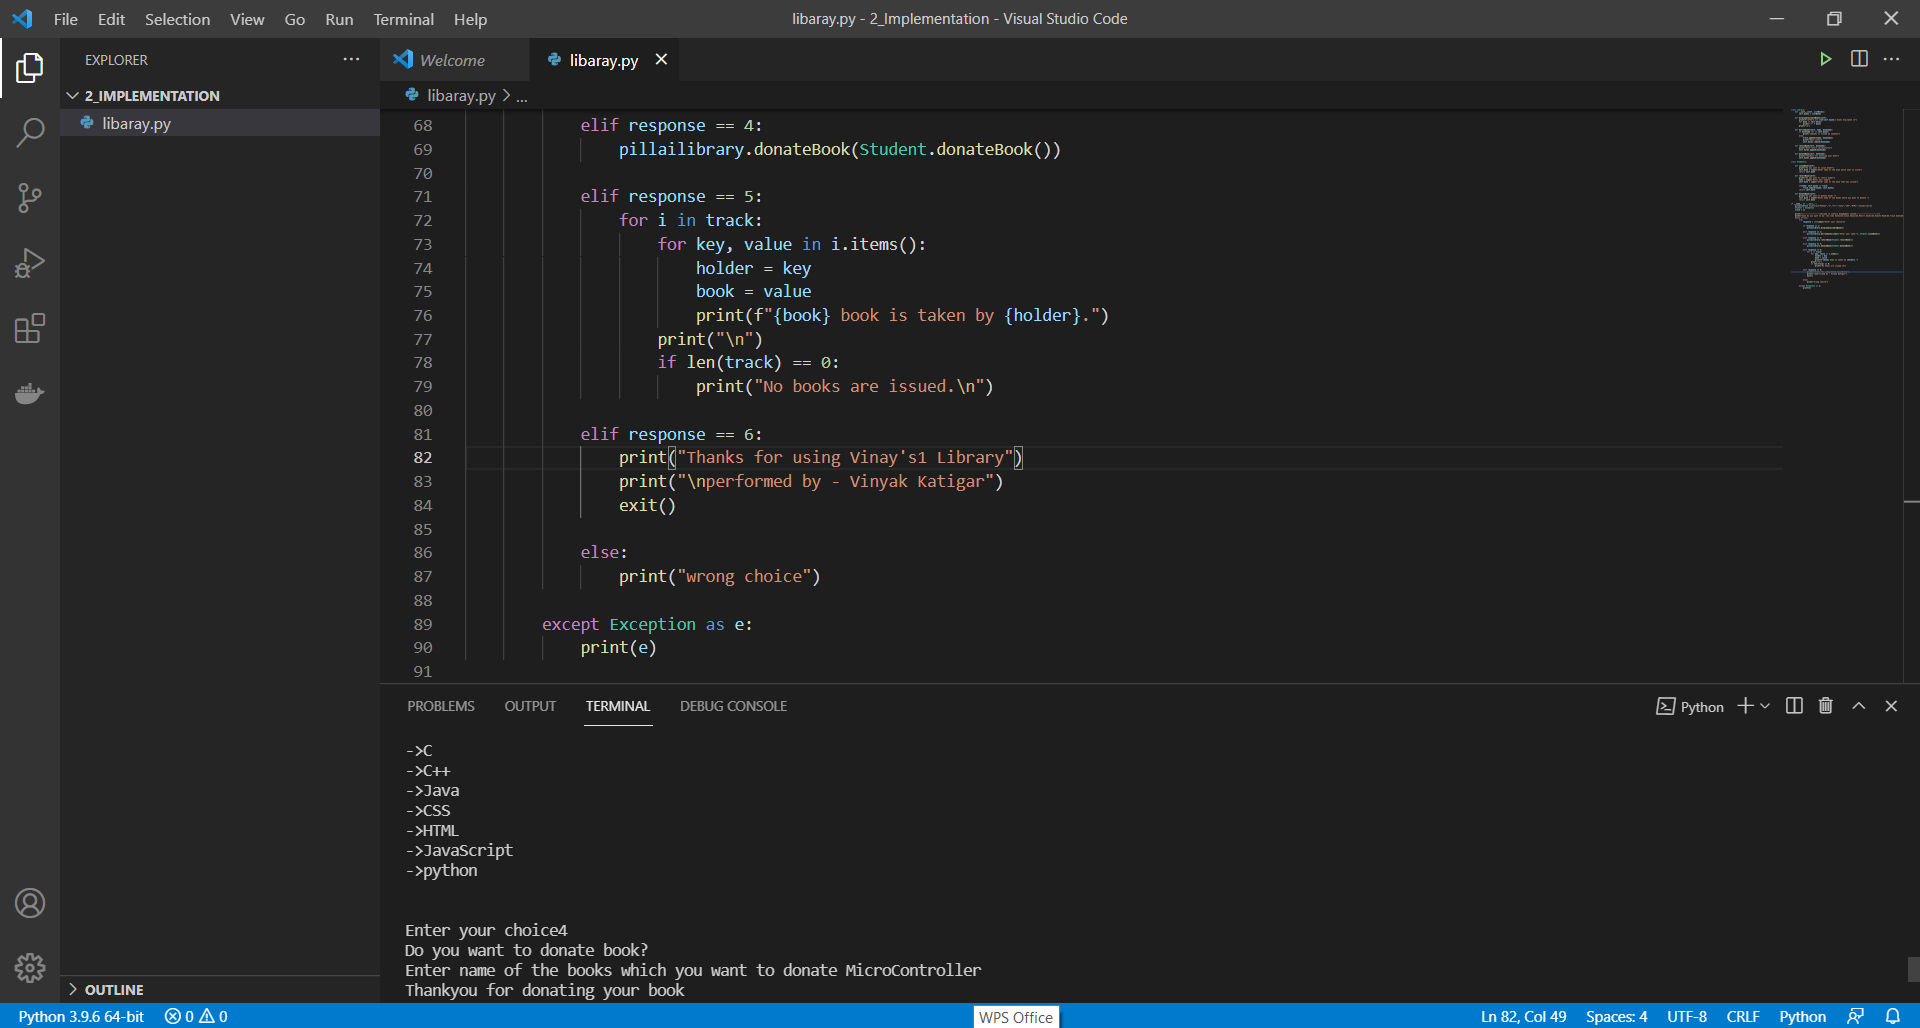 File Edit Selection View Go Run Terminal Help
libaray.py - 2_Implementation - Visual Studio Code
EXPLORER
2_IMPLEMENTATION
libaray.py
OUTLINE
Welcome
libaray.py
libaray.py > ...
68 elif response == 4:
69 pillailibrary.donateBook(Student.donateBook())
70
71 elif response == 5:
72 for i in track:
73 for key, value in i.items():
74 holder = key
75 book = value
76 print(f"{book} book is taken by {holder}.")
77 print("\n")
78 if len(track) == 0:
79 print("No books are issued.\n")
80
81 elif response == 6:
82 print("Thanks for using Vinay's1 Library")
83 print("\nperformed by - Vinyak Katigar")
84 exit()
85
86 else:
87 print("wrong choice")
88
89 except Exception as e:
90 print(e)
91
PROBLEMS OUTPUT TERMINAL DEBUG CONSOLE
Python
->C
->C++
->Java
->CSS
->HTML
->JavaScript
->python
Enter your choice4
Do you want to donate book?
Enter name of the books which you want to donate MicroController
Thankyou for donating your book
Python 3.9.6 64-bit 0 0
WPS Office
Ln 82, Col 49 Spaces: 4 UTF-8 CRLF Python